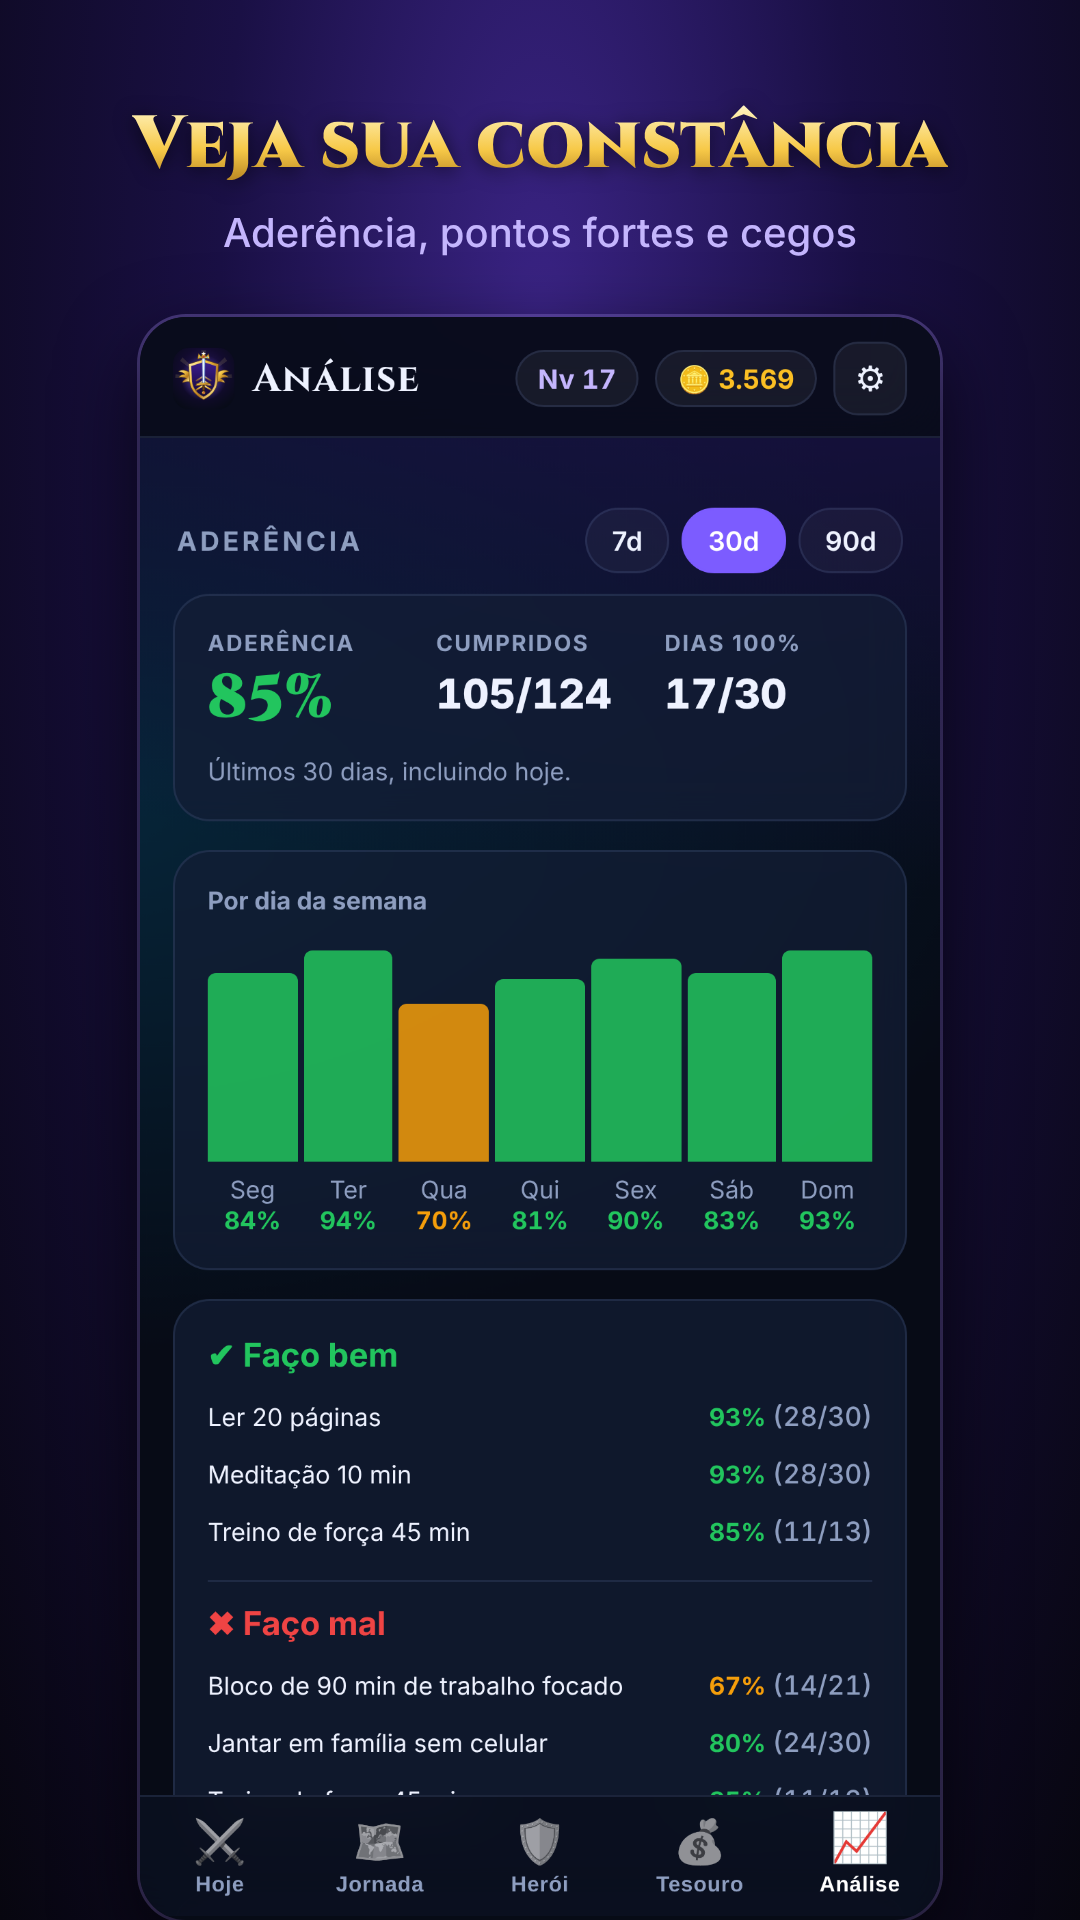 Veja sua constância
Aderência, pontos fortes e cegos
Análise Nv 17 3.569
ADERÊNCIA 7d 30d 90d
ADERÊNCIA CUMPRIDOS DIAS 100%
85% 105/124 17/30
Últimos 30 dias, incluindo hoje.
Por dia da semana
Seg Ter Qua Qui Sex Sáb Dom
84% 94% 70% 81% 90% 83% 93%
✔ Faço bem
Ler 20 páginas 93% (28/30)
Meditação 10 min 93% (28/30)
Treino de força 45 min 85% (11/13)
✖ Faço mal
Bloco de 90 min de trabalho focado 67% (14/21)
Jantar em família sem celular 80% (24/30)
Hoje Jornada Herói Tesouro Análise